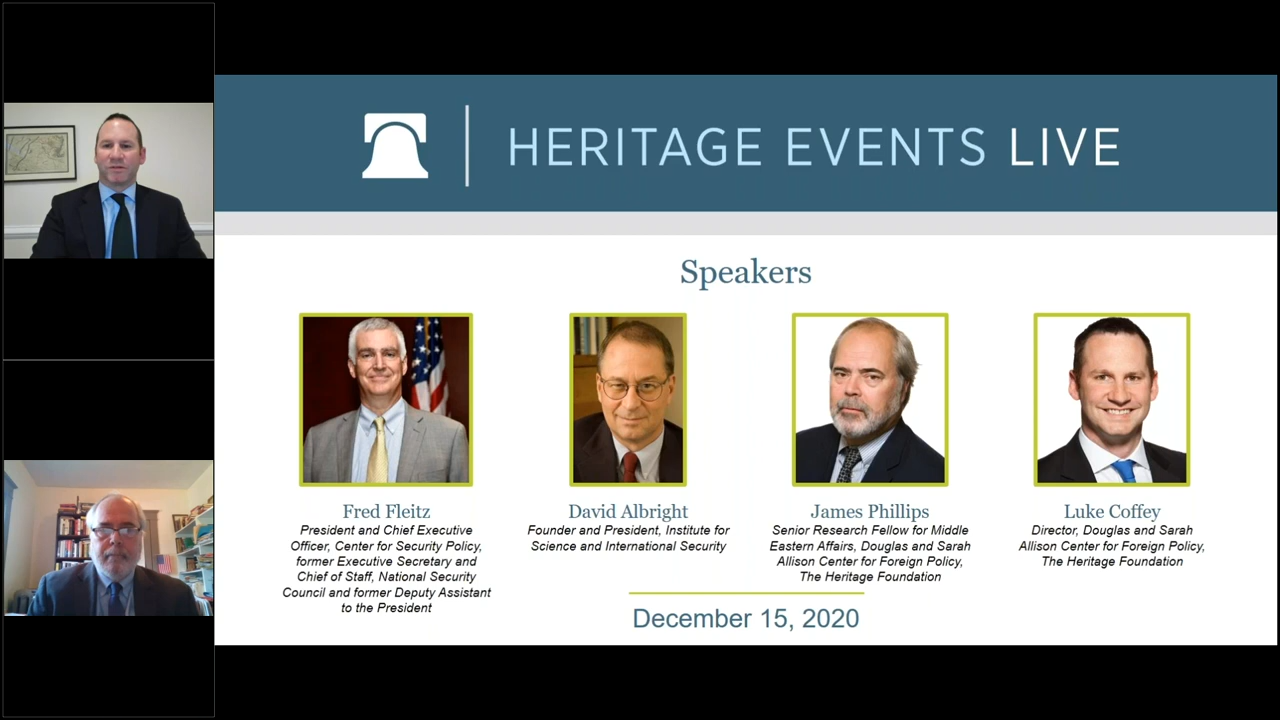 HERITAGE EVENTS LIVE
Speakers
Fred Fleitz
President and Chief Executive
Officer, Center for Security Policy,
former Executive Secretary and
Chief of Staff, National Security
Council and former Deputy Assistant
to the President
David Albright
Founder and President, Institute for
Science and International Security
James Phillips
Senior Research Fellow for Middle
Eastern Affairs, Douglas and Sarah
Allison Center for Foreign Policy,
The Heritage Foundation
Luke Coffey
Director, Douglas and Sarah
Allison Center for Foreign Policy,
The Heritage Foundation
December 15, 2020